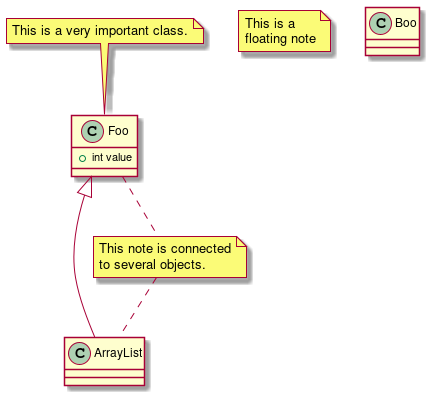 This is a very important class.
This is a
floating note
C Boo
C Foo
int value
This note is connected
to several objects.
C ArrayList